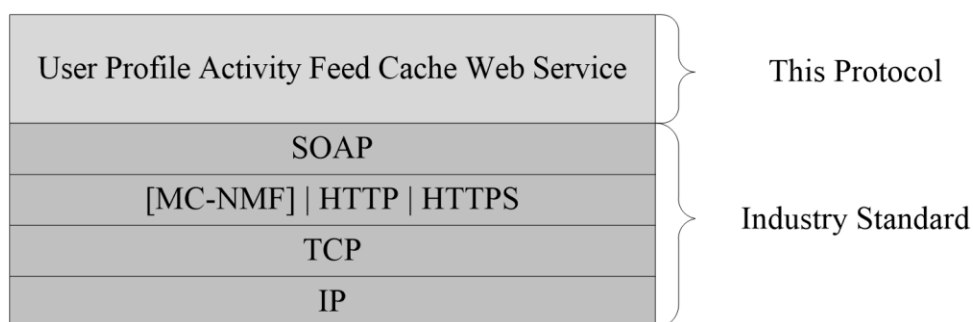 User Profile Activity Feed Cache Web Service
This Protocol
SOAP
[MC-NMF] | HTTP | HTTPS
Industry Standard
TCP
IP